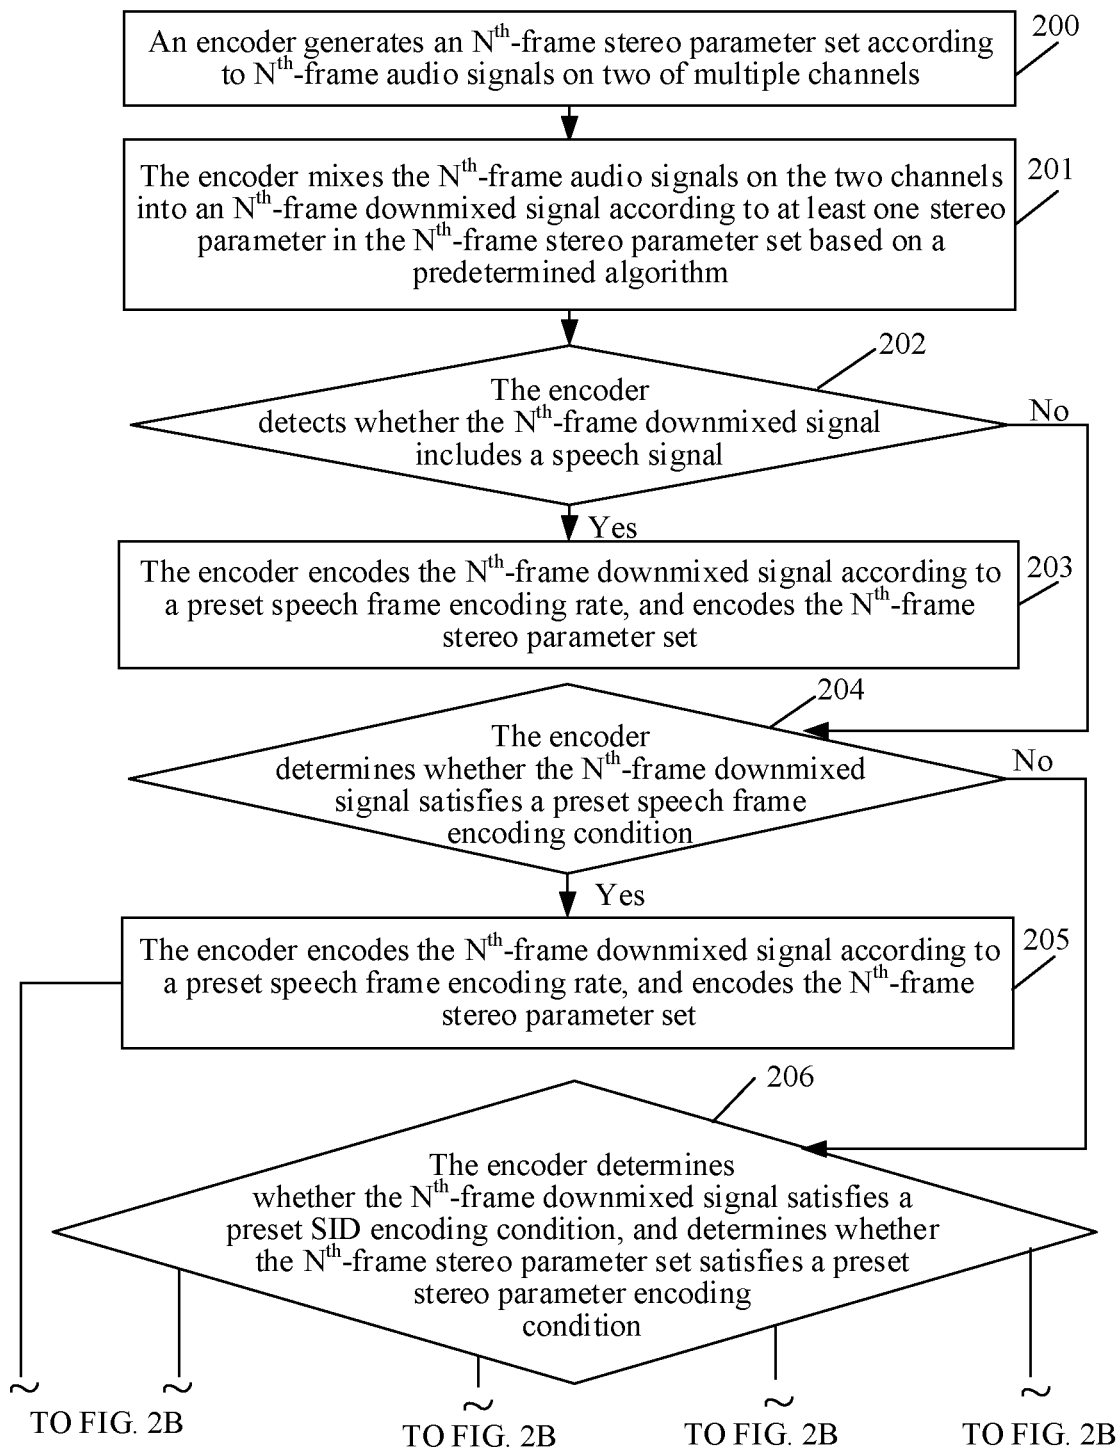 An encoder generates an Nth-frame stereo parameter set according
to Nth-frame audio signals on two of multiple channels
200
The encoder mixes the Nth-frame audio signals on the two channels
into an Nth-frame downmixed signal according to at least one stereo
parameter in the Nth-frame stereo parameter set based on a
predetermined algorithm
201
202
The encoder
detects whether the Nth-frame downmixed signal
includes a speech signal
No
Yes
The encoder encodes the Nth-frame downmixed signal according to
a preset speech frame encoding rate, and encodes the Nth-frame
stereo parameter set
203
204
The encoder
determines whether the Nth-frame downmixed
signal satisfies a preset speech frame
encoding condition
No
Yes
The encoder encodes the Nth-frame downmixed signal according to
a preset speech frame encoding rate, and encodes the Nth-frame
stereo parameter set
205
206
The encoder determines
whether the Nth-frame downmixed signal satisfies a
preset SID encoding condition, and determines whether
the Nth-frame stereo parameter set satisfies a preset
stereo parameter encoding
condition
TO FIG. 2B
TO FIG. 2B
TO FIG. 2B
TO FIG. 2B